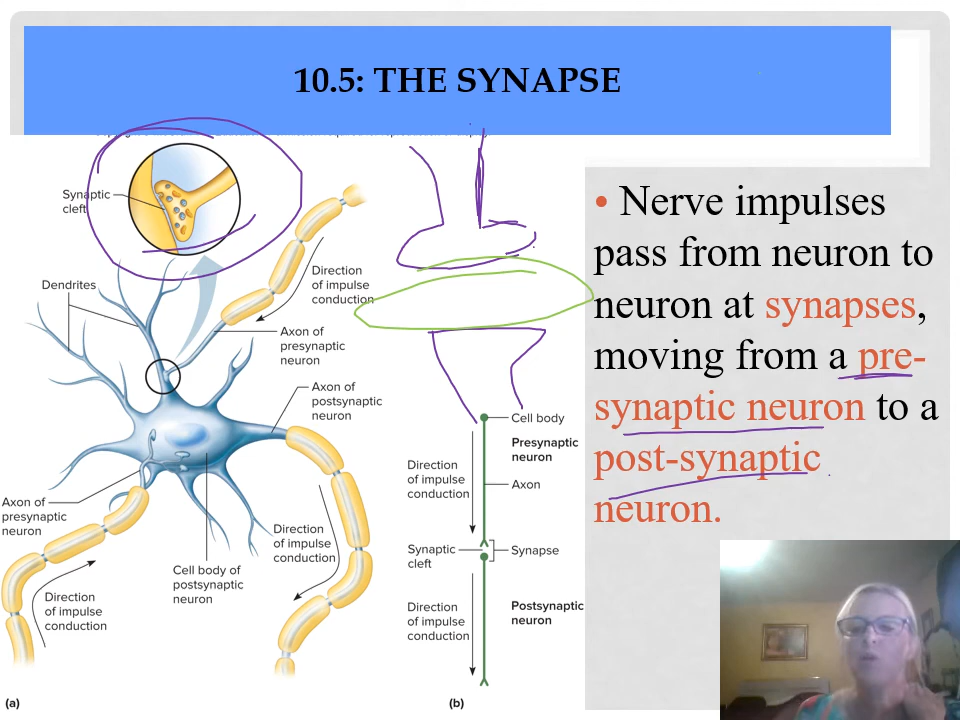 10.5: THE SYNAPSE
Synaptic
cleft
Direction
of impulse
conduction
Dendrites
Axon of
presynaptic
neuron
Axon of
postsynaptic
neuron
Axon of
presynaptic
neuron
Direction
of impulse
conduction
Cell body of
postsynaptic
neuron
Direction
of impulse
conduction
(a)
Cell body
Presynaptic
neuron
Direction
of impulse
conduction
Axon
Synaptic
cleft
Synapse
Direction
of impulse
conduction
Postsynaptic
neuron
(b)
• Nerve impulses
pass from neuron to
neuron at synapses,
moving from a pre-
synaptic neuron to a
post-synaptic
neuron.